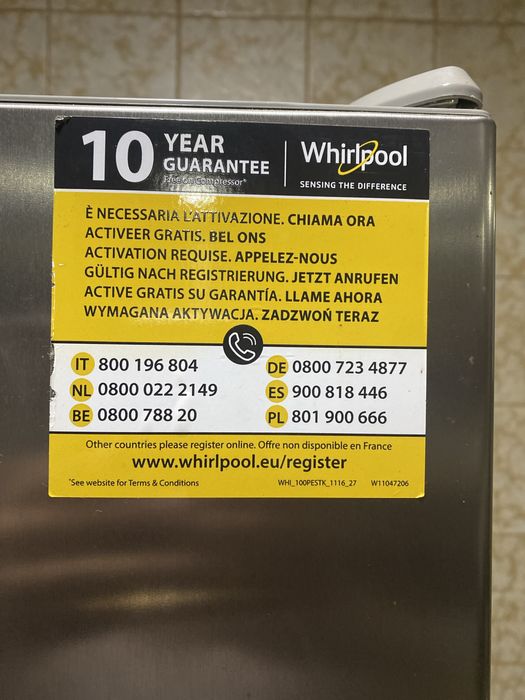 10 YEAR
GUARANTEE
Free on Compressor*
Whirlpool
SENSING THE DIFFERENCE
È NECESSARIA L'ATTIVAZIONE. CHIAMA ORA
ACTIVEER GRATIS. BEL ONS
ACTIVATION REQUISE. APPELEZ-NOUS
GÜLTIG NACH REGISTRIERUNG. JETZT ANRUFEN
ACTIVE GRATIS SU GARANTÍA. LLAME AHORA
WYMAGANA AKTYWACJA. ZADZWOŃ TERAZ
IT 800 196 804
NL 0800 022 2149
BE 0800 788 20
DE 0800 723 4877
ES 900 818 446
PL 801 900 666
Other countries please register online. Offre non disponible en France
www.whirlpool.eu/register
*See website for Terms & Conditions
WHI_100PESTK_1116_27 W11047206